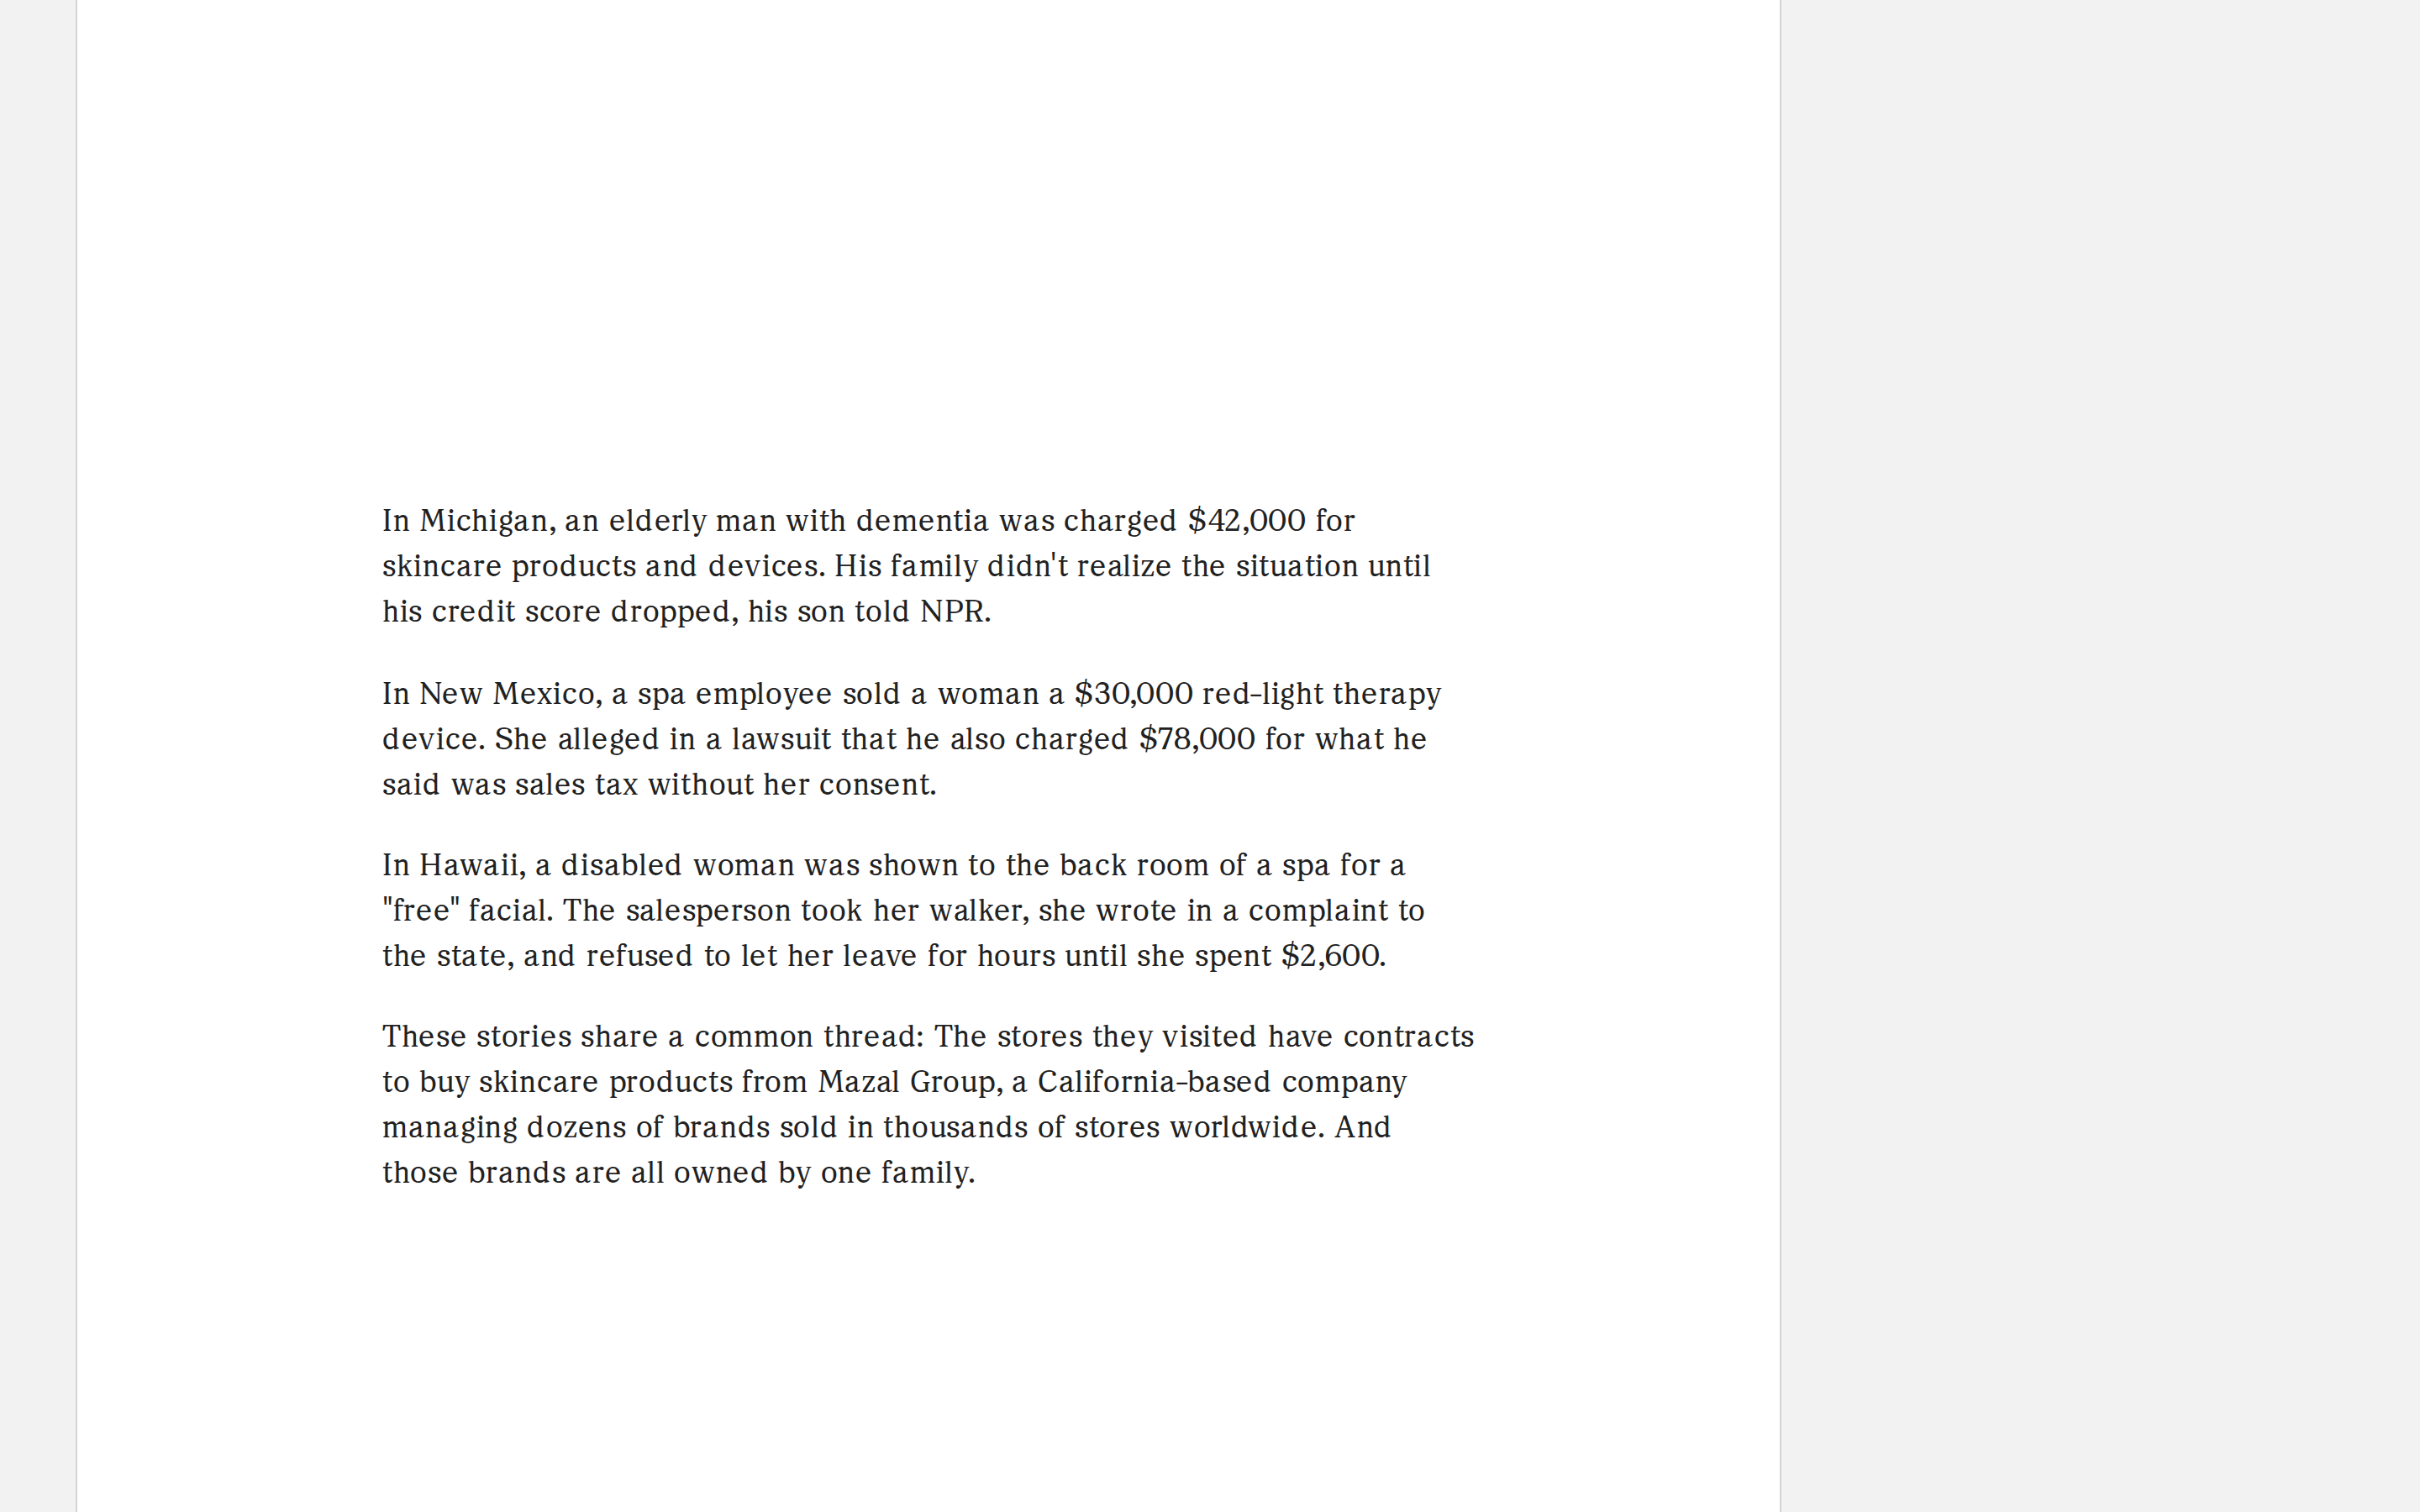 In Michigan, an elderly man with dementia was charged $42,000 for
skincare products and devices. His family didn't realize the situation until
his credit score dropped, his son told NPR.
In New Mexico, a spa employee sold a woman a $30,000 red-light therapy
device. She alleged in a lawsuit that he also charged $78,000 for what he
said was sales tax without her consent.
In Hawaii, a disabled woman was shown to the back room of a spa for a
"free" facial. The salesperson took her walker, she wrote in a complaint to
the state, and refused to let her leave for hours until she spent $2,600.
These stories share a common thread: The stores they visited have contracts
to buy skincare products from Mazal Group, a California-based company
managing dozens of brands sold in thousands of stores worldwide. And
those brands are all owned by one family.